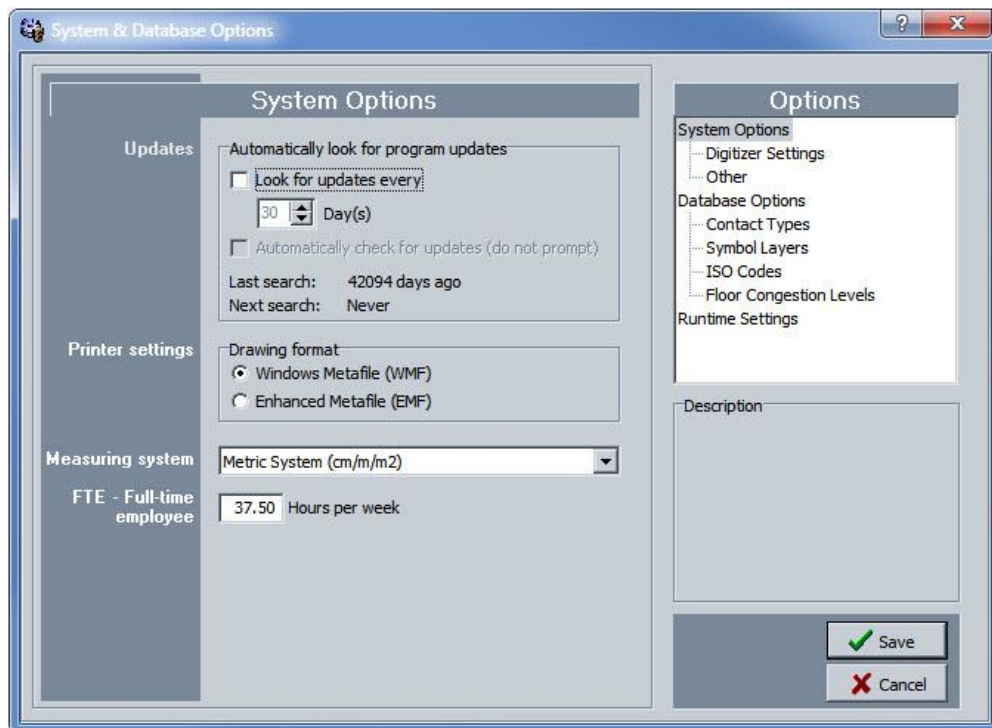 System & Database Options
?
System Options
Updates
Automatically look for program updates
Look for updates every
30 Day(s)
Automatically check for updates (do not prompt)
Last search: 42094 days ago
Next search: Never
Printer settings
Drawing format
Windows Metafile (WMF)
Enhanced Metafile (EMF)
Measuring system
Metric System (cm/m/m2)
FTE - Full-time
employee
37.50 Hours per week
Options
System Options
Digitizer Settings
Other
Database Options
Contact Types
Symbol Layers
ISO Codes
Floor Congestion Levels
Runtime Settings
Description
Save
Cancel